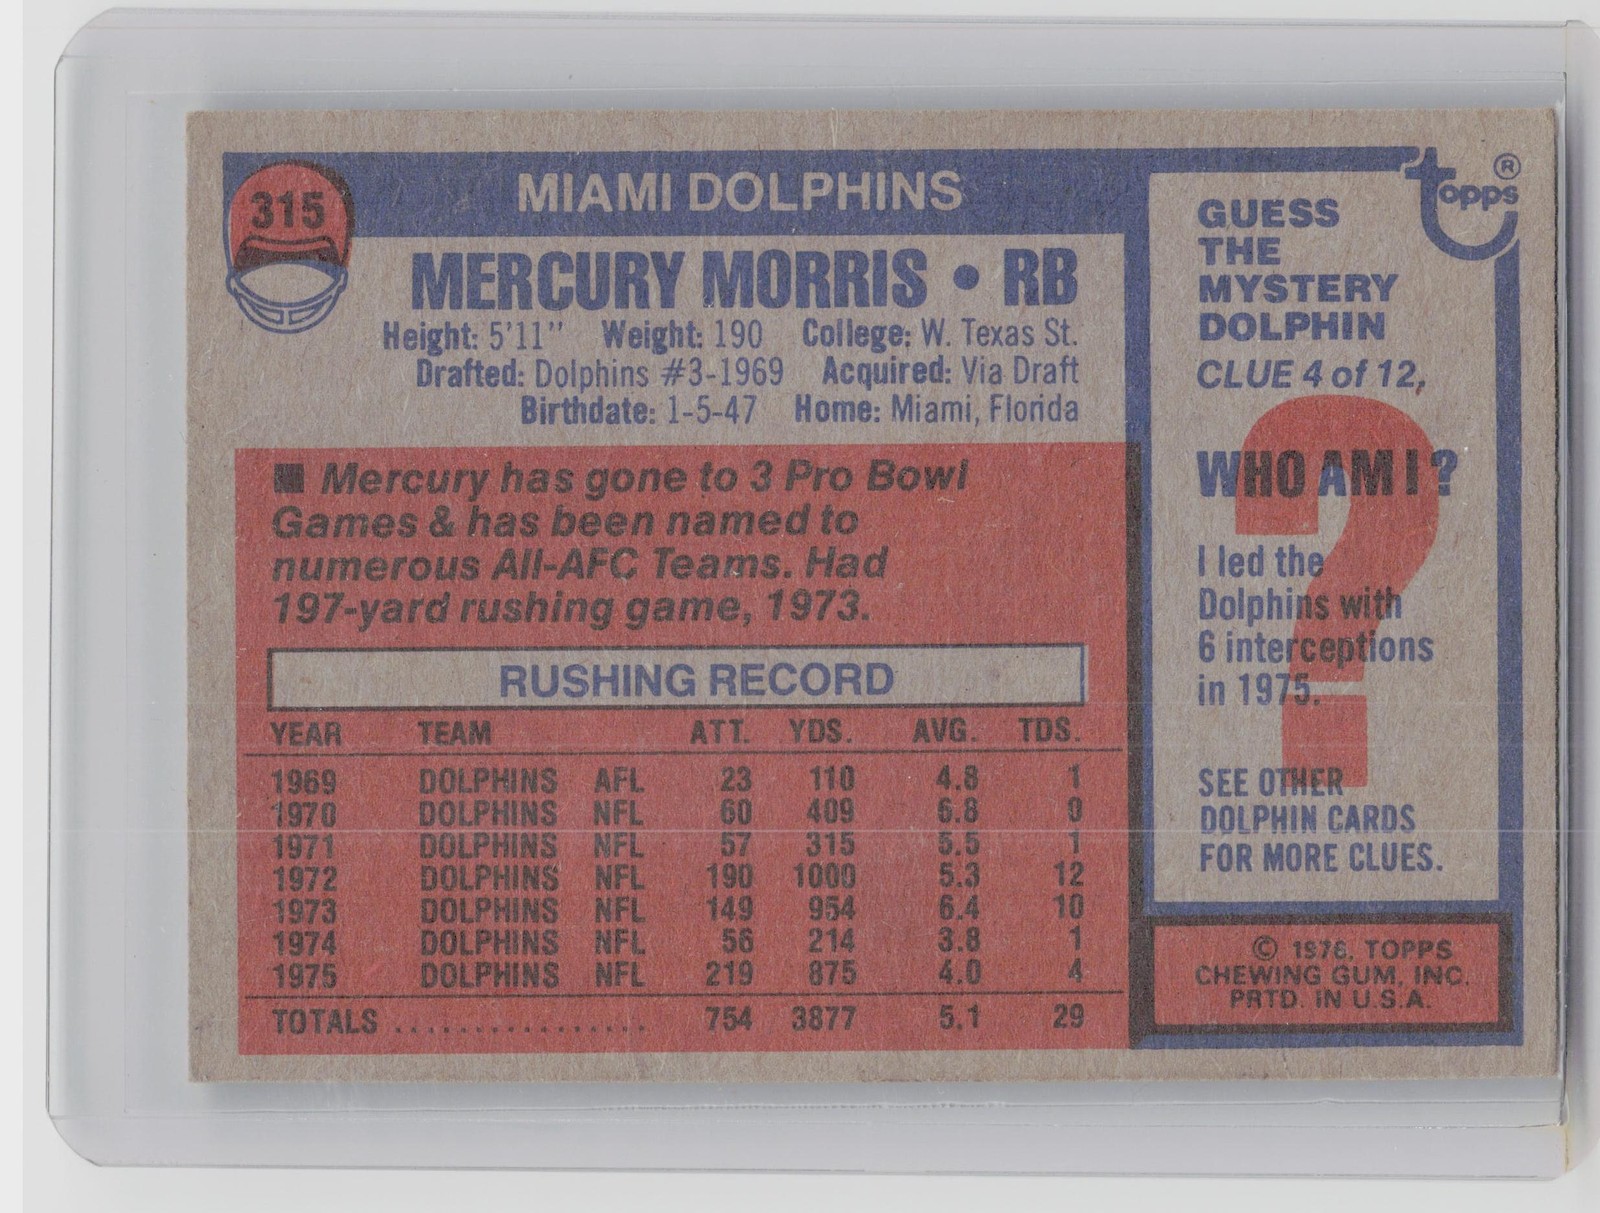 315
MIAMI DOLPHINS
MERCURY MORRIS • RB
Height: 5'11" Weight: 190 College: W. Texas St.
Drafted: Dolphins #3-1969 Acquired: Via Draft
Birthdate: 1-5-47 Home: Miami, Florida
■ Mercury has gone to 3 Pro Bowl
Games & has been named to
numerous All-AFC Teams. Had
197-yard rushing game, 1973.
RUSHING RECORD
YEAR TEAM ATT. YDS. AVG. TDS.
1969 DOLPHINS AFL 23 110 4.8 1
1970 DOLPHINS NFL 60 409 6.8 0
1971 DOLPHINS NFL 57 315 5.5 1
1972 DOLPHINS NFL 190 1000 5.3 12
1973 DOLPHINS NFL 149 954 6.4 10
1974 DOLPHINS NFL 56 214 3.8 1
1975 DOLPHINS NFL 219 875 4.0 4
TOTALS .................. 754 3877 5.1 29
topps ®
GUESS
THE
MYSTERY
DOLPHIN
CLUE 4 of 12,
WHO AM I?
?
I led the
Dolphins with
6 interceptions
in 1975.
SEE OTHER
DOLPHIN CARDS
FOR MORE CLUES.
© 1976, TOPPS
CHEWING GUM, INC.
PRTD. IN U.S.A.